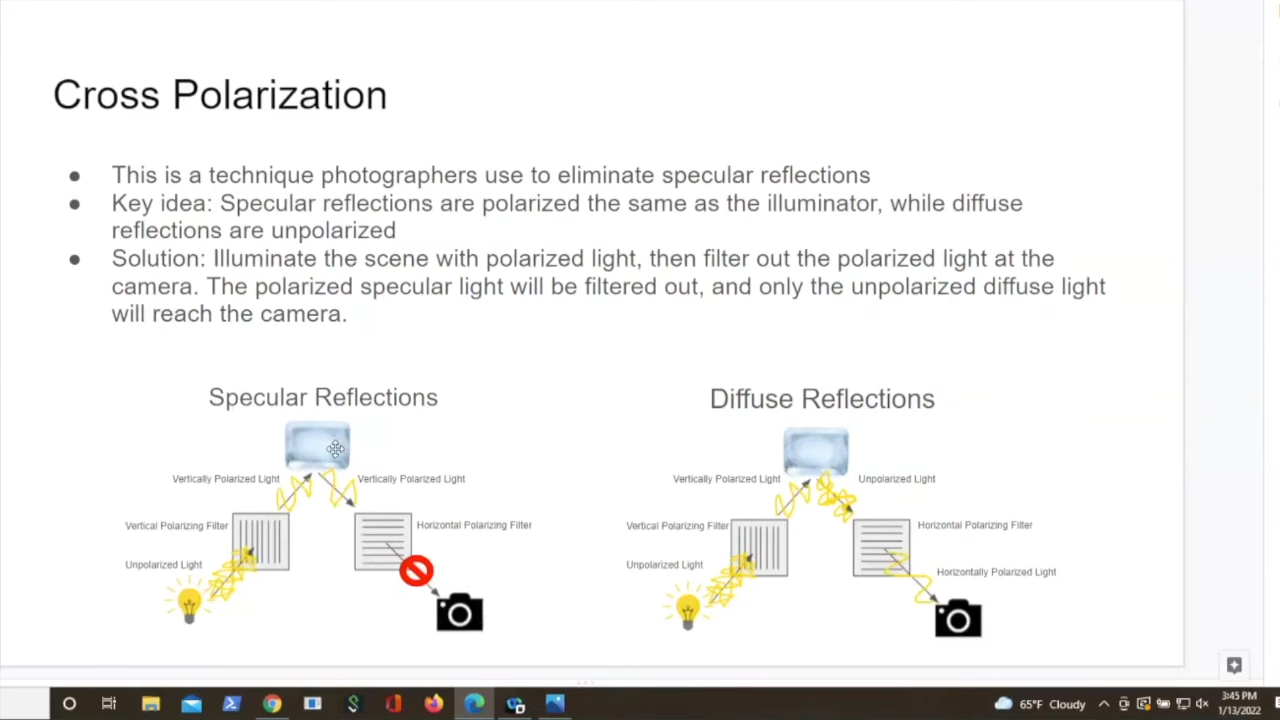 Cross Polarization
This is a technique photographers use to eliminate specular reflections
Key idea: Specular reflections are polarized the same as the illuminator, while diffuse
reflections are unpolarized
Solution: Illuminate the scene with polarized light, then filter out the polarized light at the
camera. The polarized specular light will be filtered out, and only the unpolarized diffuse light
will reach the camera.
Specular Reflections
Vertically Polarized Light
Vertically Polarized Light
Vertical Polarizing Filter
Horizontal Polarizing Filter
Unpolarized Light
Diffuse Reflections
Vertically Polarized Light
Unpolarized Light
Vertical Polarizing Filter
Horizontal Polarizing Filter
Unpolarized Light
Horizontally Polarized Light
65°F Cloudy
3:45 PM
1/13/2022